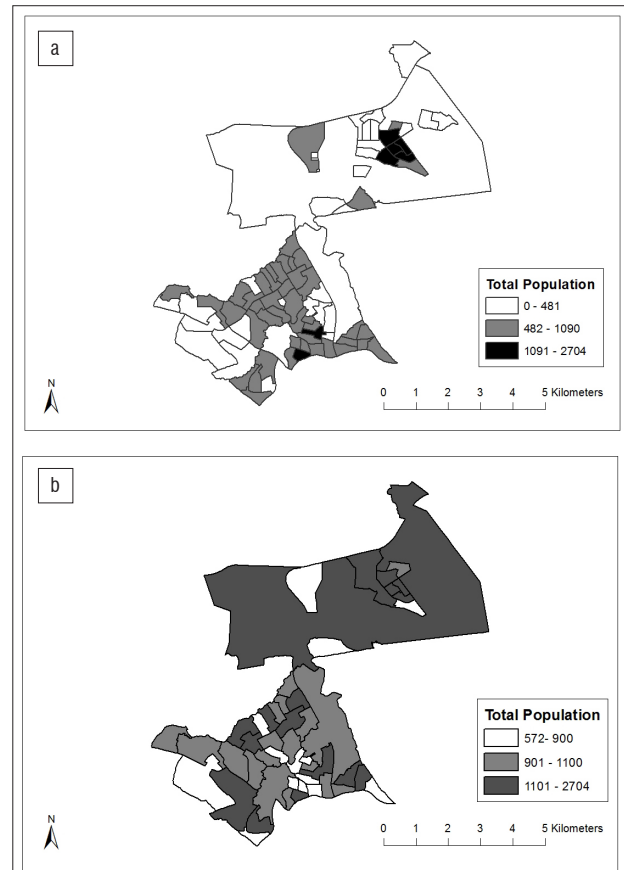 a
Total Population
0 - 481
482 - 1090
1091 - 2704
N
0 1 2 3 4 5 Kilometers
b
Total Population
572- 900
901 - 1100
1101 - 2704
N
0 1 2 3 4 5 Kilometers